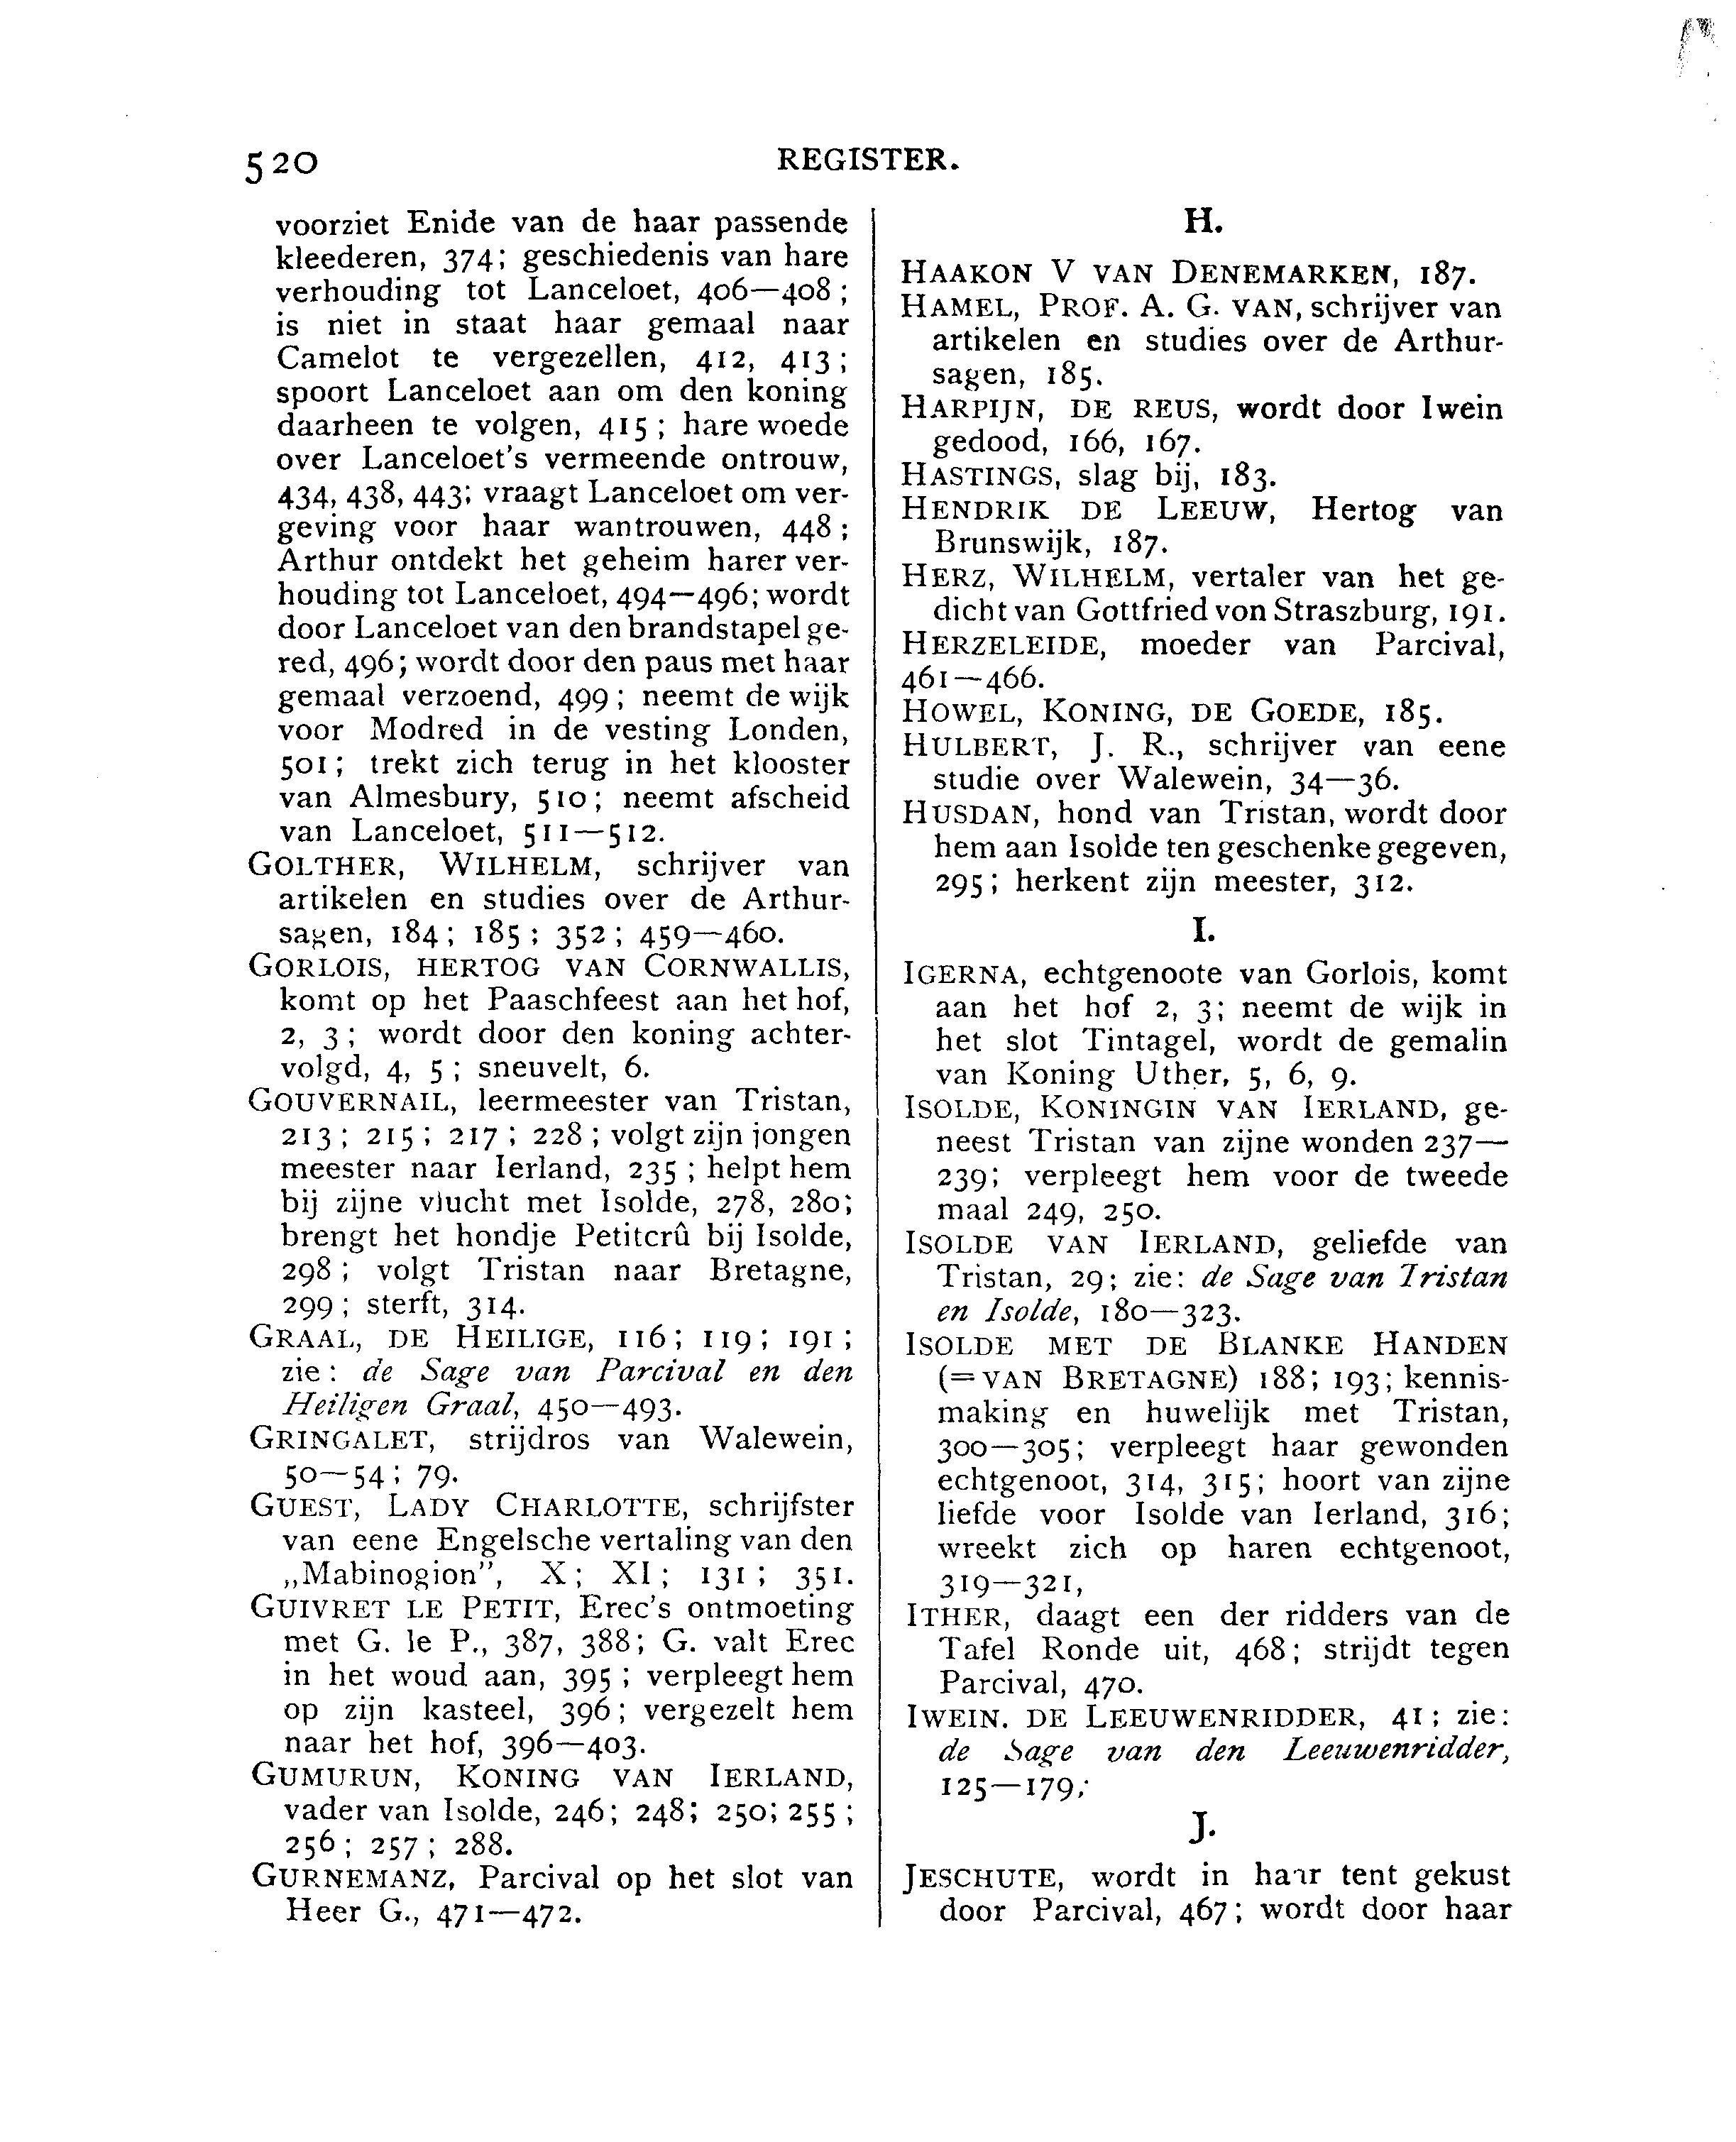 520
REGISTER.
voorziet Enide van de haar passende
kleederen, 374; geschiedenis van hare
verhouding tot Lanceloet, 406—408;
is niet in staat haar gemaal naar
Camelot te vergezellen, 412, 413;
spoort Lanceloet aan om den koning
daarheen te volgen, 415; hare woede
over Lanceloet's vermeende ontrouw,
434, 438, 443; vraagt Lanceloet om ver-
geving voor haar wantrouwen, 448;
Arthur ontdekt het geheim harer ver-
houding tot Lanceloet, 494—496; wordt
door Lanceloet van den brandstapel ge-
red, 496; wordt door den paus met haar
gemaal verzoend, 499; neemt de wijk
voor Modred in de vesting Londen,
501; trekt zich terug in het klooster
van Almesbury, 510; neemt afscheid
van Lanceloet, 511—512.
GOLTHER, WILHELM, schrijver van
artikelen en studies over de Arthur-
sagen, 184; 185; 352; 459—460.
GORLOIS, HERTOG VAN CORNWALLIS,
komt op het Paaschfeest aan het hof,
2, 3; wordt door den koning achter-
volgd, 4, 5; sneuvelt, 6.
GOUVERNAIL, leermeester van Tristan,
213; 215; 217; 228; volgt zijn jongen
meester naar Ierland, 235; helpt hem
bij zijne vlucht met Isolde, 278, 280;
brengt het hondje Petitcrû bij Isolde,
298; volgt Tristan naar Bretagne,
299; sterft, 314.
GRAAL, DE HEILIGE, 116; 119; 191;
zie: de Sage van Parcival en den
Heiligen Graal, 450—493.
GRINGALET, strijdros van Walewein,
50—54; 79.
GUEST, LADY CHARLOTTE, schrijfster
van eene Engelsche vertaling van den
„Mabinogion”, X; XI; 131; 351.
GUIVRET LE PETIT, Erec's ontmoeting
met G. le P., 387, 388; G. valt Erec
in het woud aan, 395; verpleegt hem
op zijn kasteel, 396; vergezelt hem
naar het hof, 396—403.
GUMURUN, KONING VAN IERLAND,
vader van Isolde, 246; 248; 250; 255;
256; 257; 288.
GURNEMANZ, Parcival op het slot van
Heer G., 471—472.
H.
HAAKON V VAN DENEMARKEN, 187.
HAMEL, PROF. A. G. VAN, schrijver van
artikelen en studies over de Arthur-
sagen, 185.
HARPIJN, DE REUS, wordt door Iwein
gedood, 166, 167.
HASTINGS, slag bij, 183.
HENDRIK DE LEEUW, Hertog van
Brunswijk, 187.
HERZ, WILHELM, vertaler van het ge-
dicht van Gottfried von Straszburg, 191.
HERZELEIDE, moeder van Parcival,
461—466.
HOWEL, KONING, DE GOEDE, 185.
HULBERT, J. R., schrijver van eene
studie over Walewein, 34—36.
HUSDAN, hond van Tristan, wordt door
hem aan Isolde ten geschenke gegeven,
295; herkent zijn meester, 312.
I.
IGERNA, echtgenoote van Gorlois, komt
aan het hof 2, 3; neemt de wijk in
het slot Tintagel, wordt de gemalin
van Koning Uther, 5, 6, 9.
ISOLDE, KONINGIN VAN IERLAND, ge-
neest Tristan van zijne wonden 237—
239; verpleegt hem voor de tweede
maal 249, 250.
ISOLDE VAN IERLAND, geliefde van
Tristan, 29; zie: de Sage van Tristan
en Isolde, 180—323.
ISOLDE MET DE BLANKE HANDEN
(=VAN BRETAGNE) 188; 193; kennis-
making en huwelijk met Tristan,
300—305; verpleegt haar gewonden
echtgenoot, 314, 315; hoort van zijne
liefde voor Isolde van Ierland, 316;
wreekt zich op haren echtgenoot,
319—321,
ITHER, daagt een der ridders van de
Tafel Ronde uit, 468; strijdt tegen
Parcival, 470.
IWEIN. DE LEEUWENRIDDER, 41; zie:
de Sage van den Leeuwenridder,
125—179;
J.
JESCHUTE, wordt in haar tent gekust
door Parcival, 467; wordt door haar